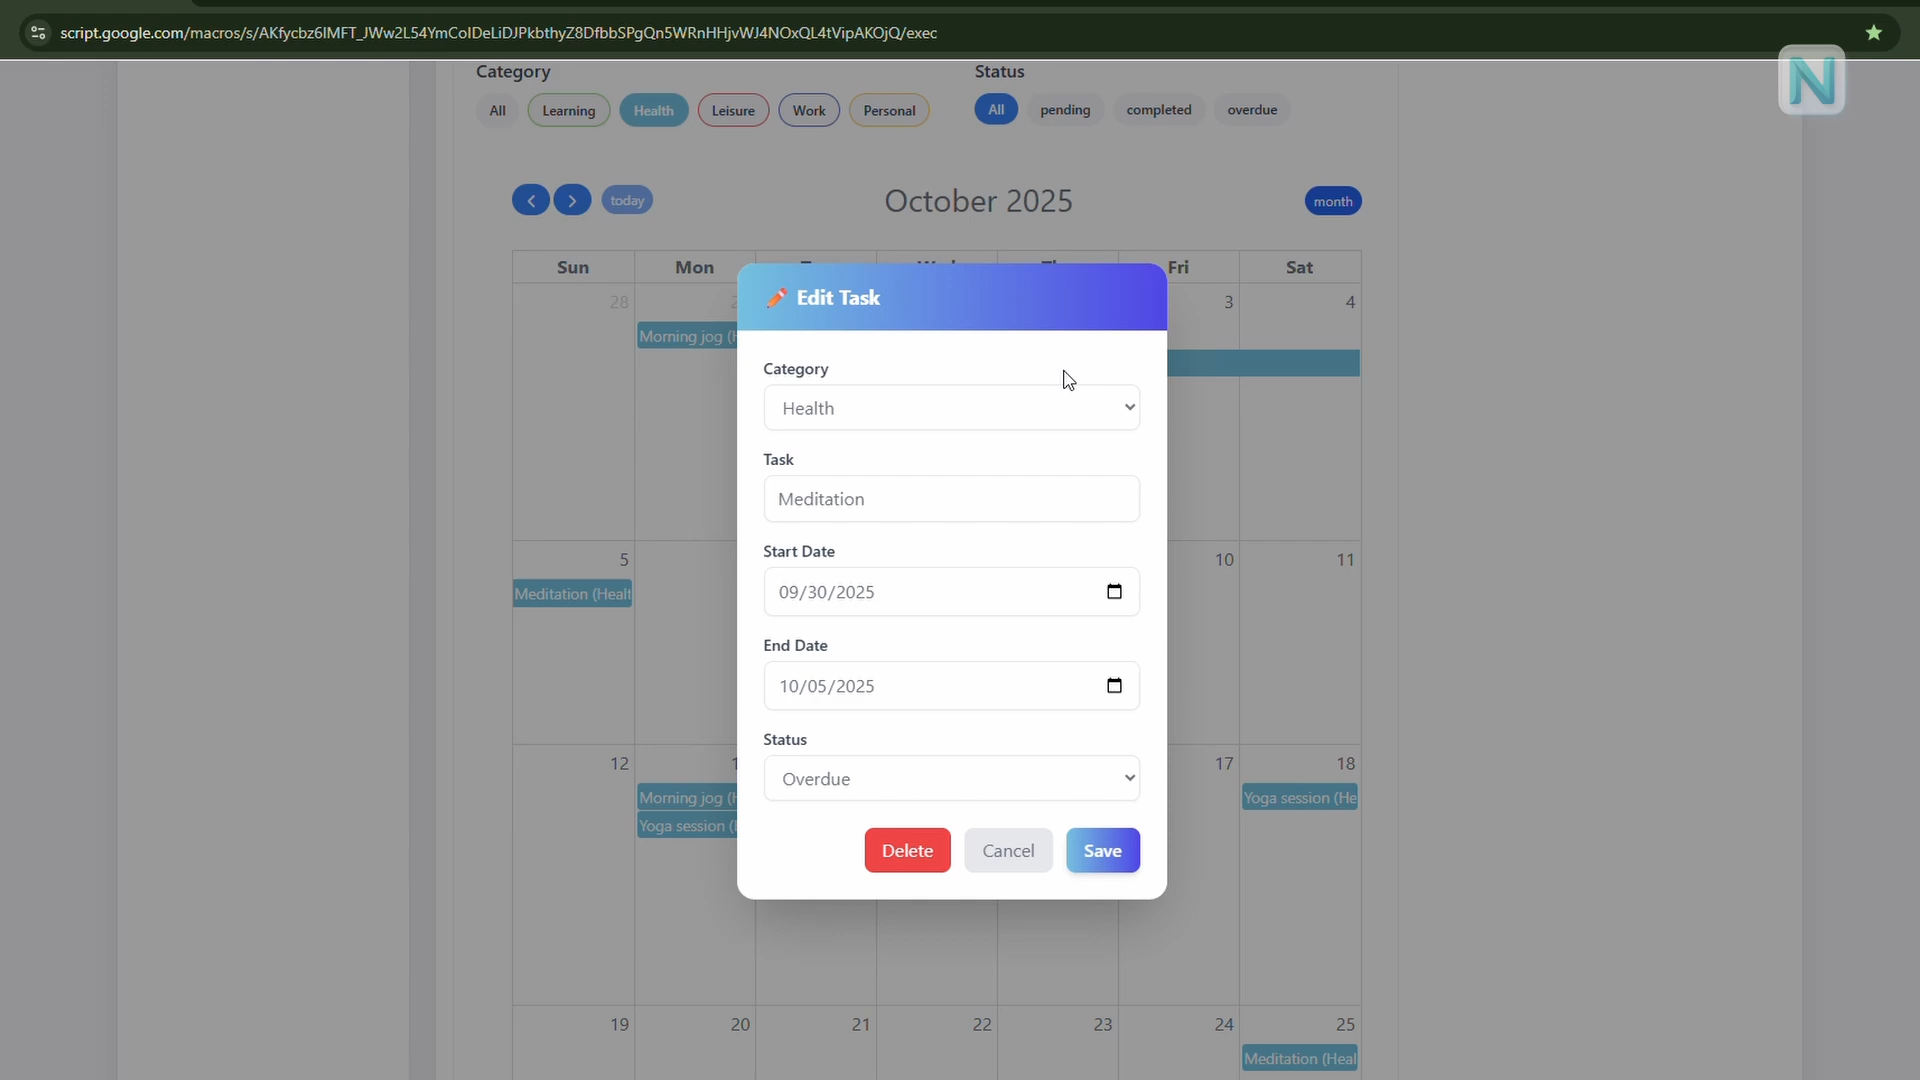 script.google.com/macros/s/AKfycbz6IMFT_JWw2L54YmCoIDeLiDJPkbthyZ8DfbbSPgQn5WRnHHjvWJ4NOxQL4tVipAKOjQ/exec
N
Category Status
All Learning Health Leisure Work Personal All pending completed overdue
today October 2025 month
Sun Mon Fri Sat
Edit Task
28 3 4
Morning jog
Category
Health
Task
Meditation
Start Date
09/30/2025
5 10 11
Meditation (Healt
End Date
10/05/2025
Status
Overdue
12 17 18
Morning jog Yoga session (He
Yoga session
Delete Cancel Save
19 20 21 22 23 24 25
Meditation (Heal